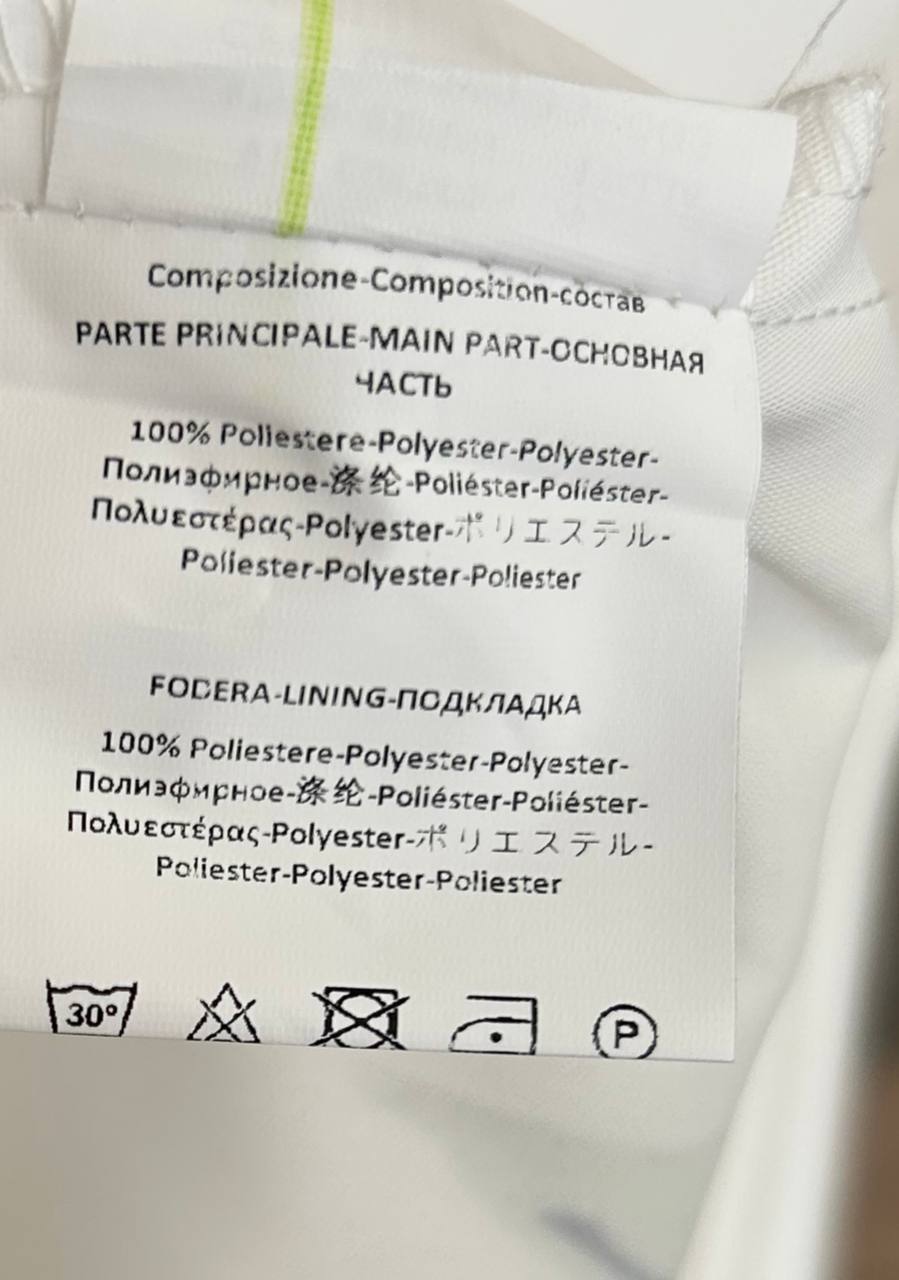 Composizione-Composition-состав
PARTE PRINCIPALE-MAIN PART-ОСНОВНАЯ
ЧАСТЬ
100% Poliestere-Polyester-Polyester-
Полиэфирное-涤纶-Poliéster-Poliéster-
Πολυεστέρας-Polyester-ポリエステル-
Poliester-Polyester-Poliester
FODERA-LINING-ПОДКЛАДКА
100% Poliestere-Polyester-Polyester-
Полиэфирное-涤纶-Poliéster-Poliéster-
Πολυεστέρας-Polyester-ポリエステル-
Poliester-Polyester-Poliester
30° P